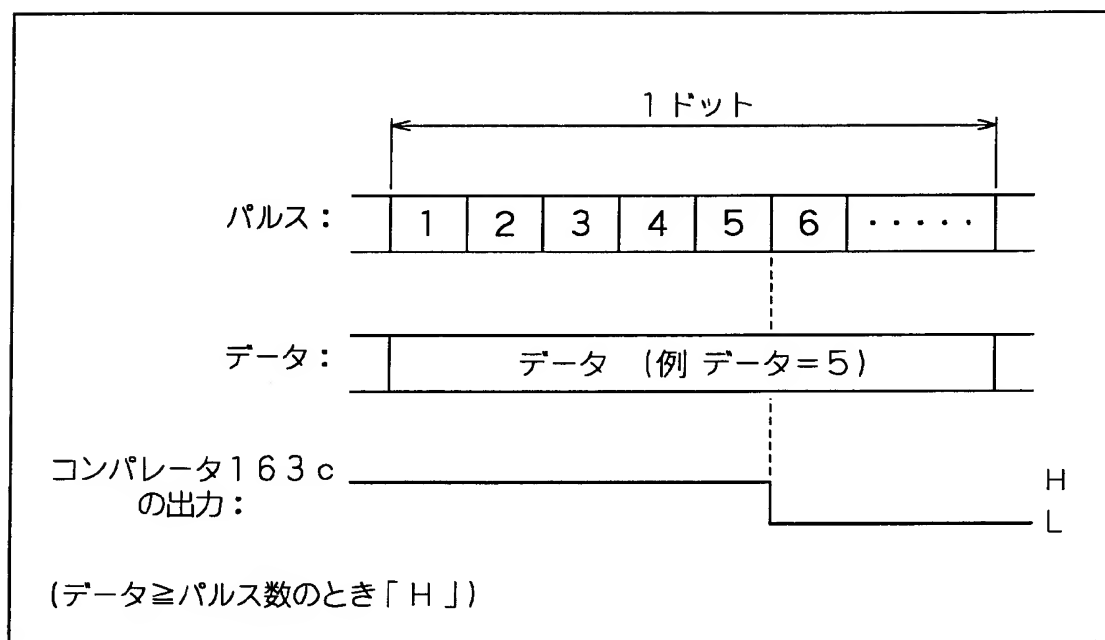 1ドット
パルス: 1 2 3 4 5 6 ・・・・・
データ: データ (例 データ=5)
コンパレータ163c
の出力:
H
L
(データ≧パルス数のとき「H」)